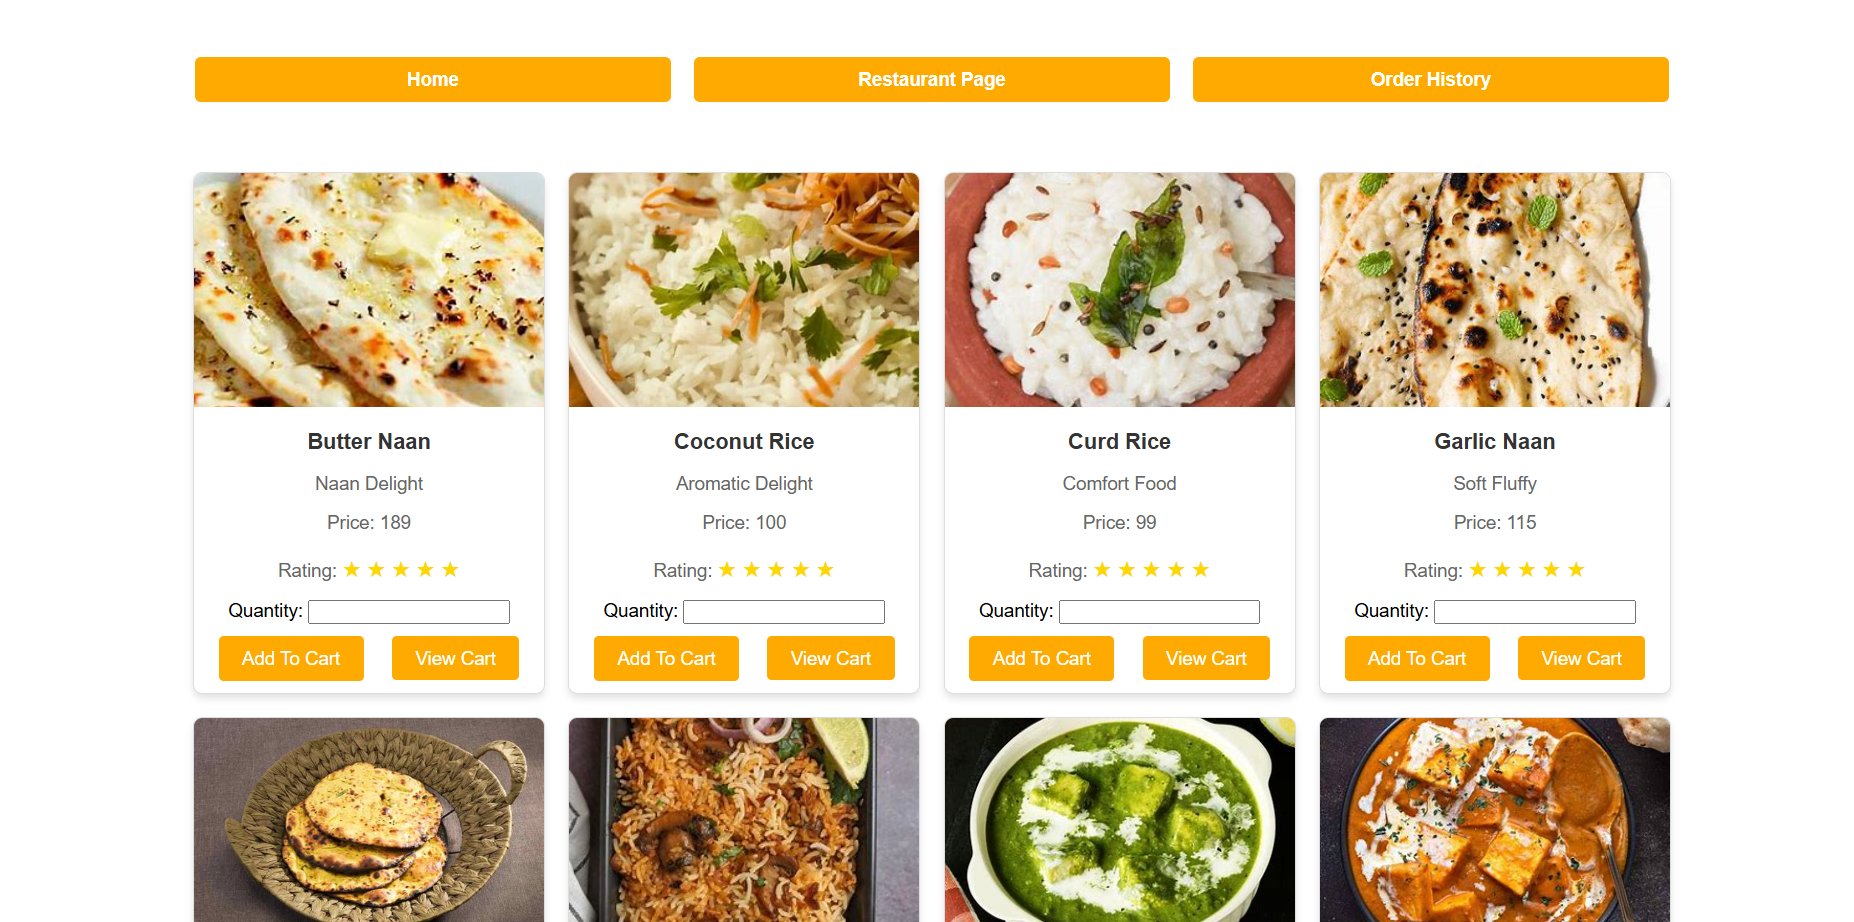 Home
Restaurant Page
Order History
Butter Naan
Naan Delight
Price: 189
Rating: ★ ★ ★ ★ ★
Quantity:
Add To Cart
View Cart
Coconut Rice
Aromatic Delight
Price: 100
Rating: ★ ★ ★ ★ ★
Quantity:
Add To Cart
View Cart
Curd Rice
Comfort Food
Price: 99
Rating: ★ ★ ★ ★ ★
Quantity:
Add To Cart
View Cart
Garlic Naan
Soft Fluffy
Price: 115
Rating: ★ ★ ★ ★ ★
Quantity:
Add To Cart
View Cart